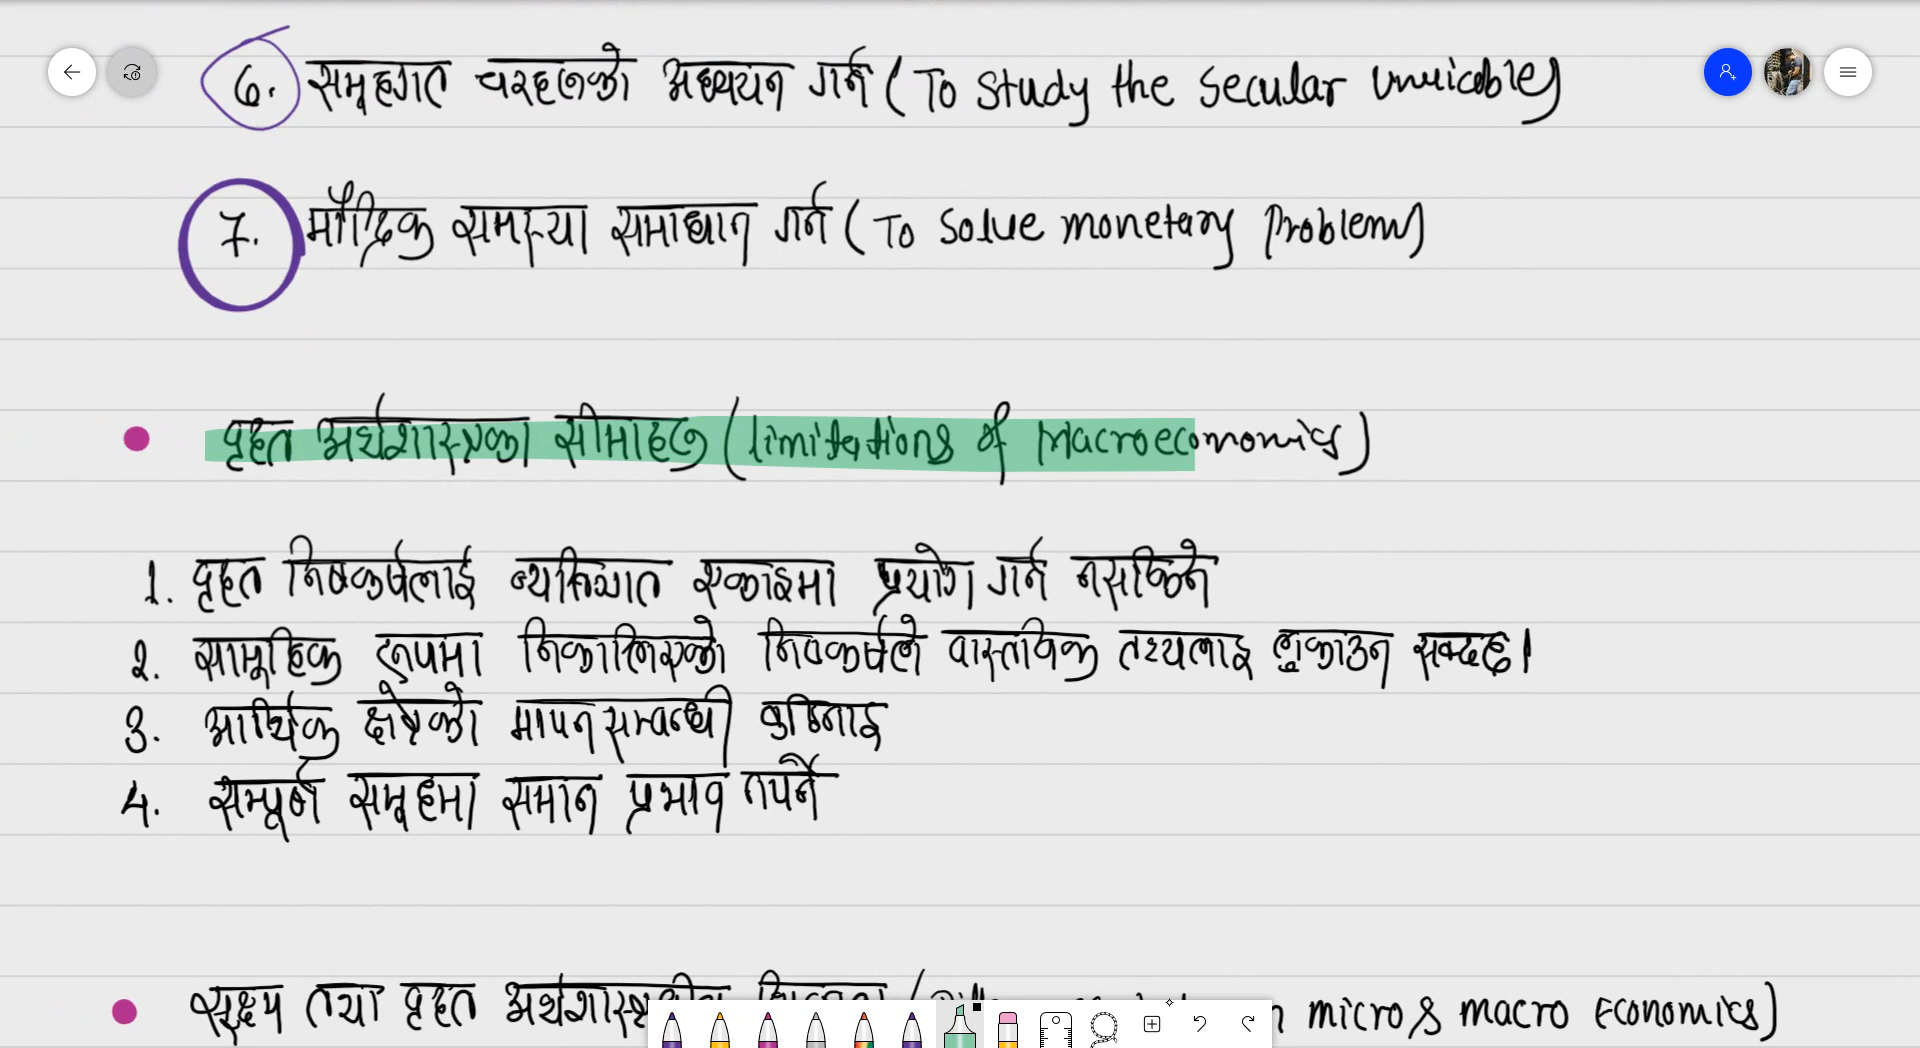 6. समूहगत चरहरुको अध्ययन गर्न (To Study the Secular
7. मौद्रिक समस्या समाधान गर्न (To Solve monetary Problems)
वृहत अर्थशास्त्रका सीमाहरु (limitations of Macroeconomics)
1. वृहत निष्कर्षलाई व्यक्तिगत एकाइमा प्रयोग गर्न नसकिने
2. सामूहिक रूपमा निकालिएको निष्कर्षले वास्तविक तथ्यलाइ लुकाउन सक्दछ।
3. आर्थिक क्षेत्रको मापन सम्बन्धी कठिनाइ
4. सम्पूर्ण समूहमा समान प्रभाव नपर्ने
सूक्ष्म तथा वृहत micro & macro Economics)